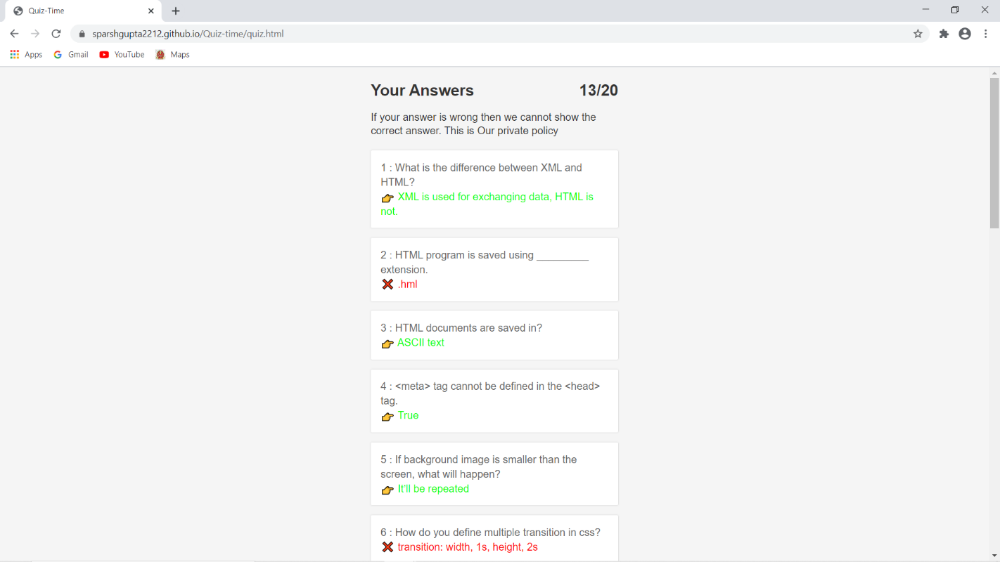 Quiz-Time
sparshgupta2212.github.io/Quiz-time/quiz.html
Apps Gmail YouTube Maps
Your Answers 13/20
If your answer is wrong then we cannot show the
correct answer. This is Our private policy
1 : What is the difference between XML and
HTML?
👉 XML is used for exchanging data, HTML is
not.
2 : HTML program is saved using _________
extension.
❌ .hml
3 : HTML documents are saved in?
👉 ASCII text
4 : <meta> tag cannot be defined in the <head>
tag.
👉 True
5 : If background image is smaller than the
screen, what will happen?
👉 It'll be repeated
6 : How do you define multiple transition in css?
❌ transition: width, 1s, height, 2s